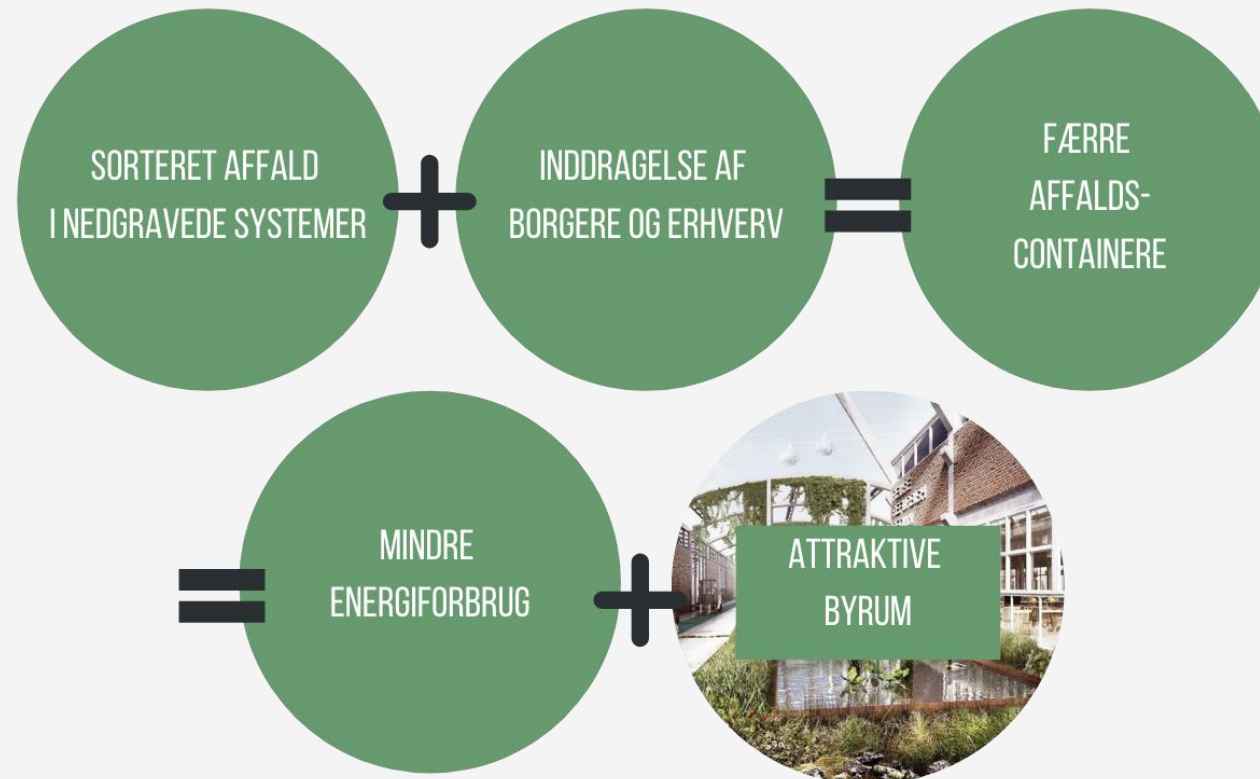 SORTERET AFFALD
I NEDGRAVEDE SYSTEMER
+
INDDRAGELSE AF
BORGERE OG ERHVERV
=
FÆRRE
AFFALDS-
CONTAINERE
=
MINDRE
ENERGIFORBRUG
+
ATTRAKTIVE
BYRUM